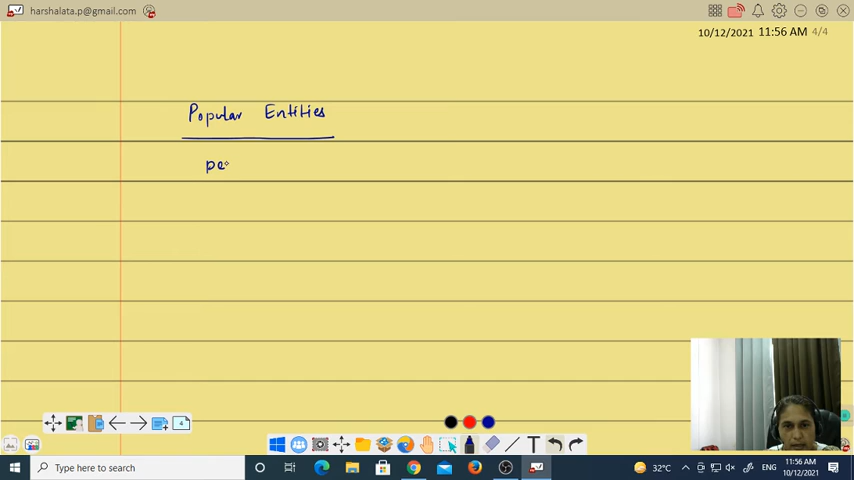 harshalata.p@gmail.com
10/12/2021 11:56 AM 4/4
Popular Entities
pe
4
T
Type here to search
32°C
ENG
11:56 AM
10/12/2021